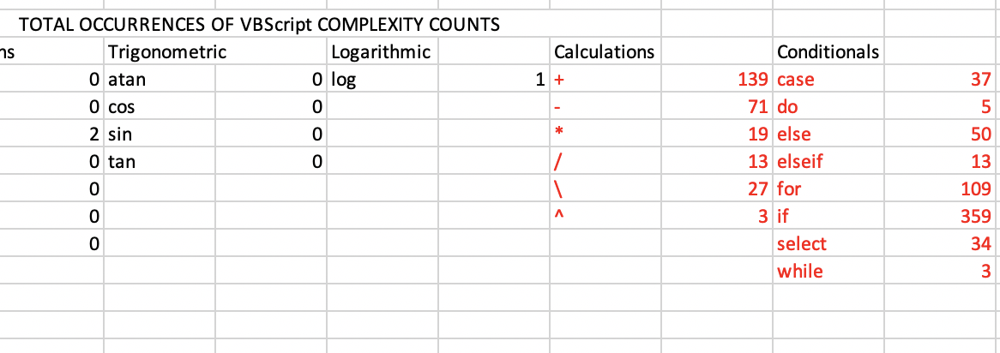 TOTAL OCCURRENCES OF VBScript COMPLEXITY COUNTS
ns Trigonometric Logarithmic Calculations Conditionals
0 atan 0 log 1 + 139 case 37
0 cos 0 - 71 do 5
2 sin 0 * 19 else 50
0 tan 0 / 13 elseif 13
0 \ 27 for 109
0 ^ 3 if 359
0 select 34
while 3